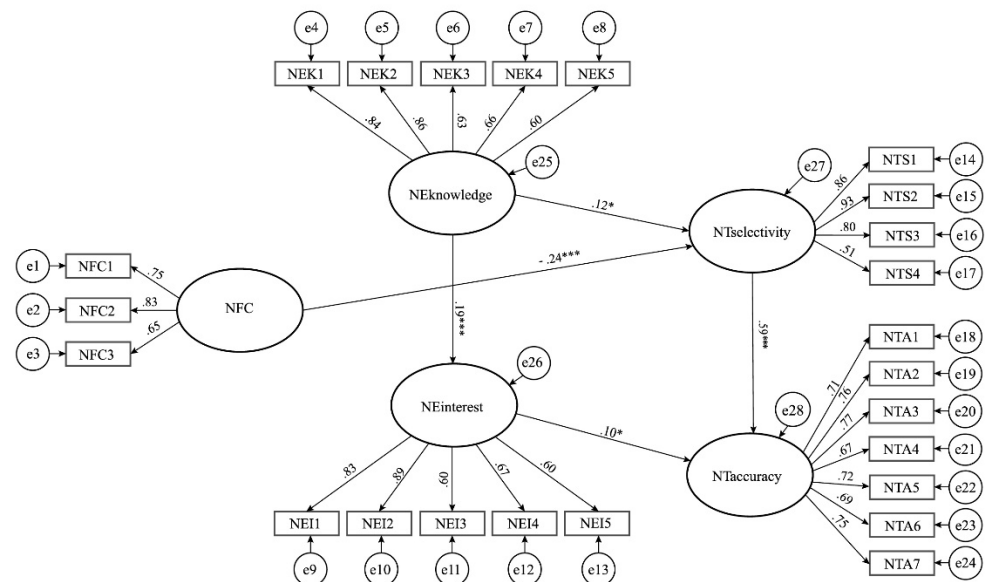 e4 e5 e6 e7 e8
NEK1 NEK2 NEK3 NEK4 NEK5
.84 .86 .63 .66 .60
NEknowledge
e25
e27
.12*
NTselectivity
.86
.93
.80
.51
NTS1 e14
NTS2 e15
NTS3 e16
NTS4 e17
e1 NFC1 .75
e2 NFC2 .83
e3 NFC3 .65
NFC
- .24***
.19***
.59***
NEinterest
e26
.10*
e28
NTaccuracy
.71
.76
.77
.67
.72
.69
.75
NTA1 e18
NTA2 e19
NTA3 e20
NTA4 e21
NTA5 e22
NTA6 e23
NTA7 e24
.83 .89 .60 .67 .60
NEI1 NEI2 NEI3 NEI4 NEI5
e9 e10 e11 e12 e13